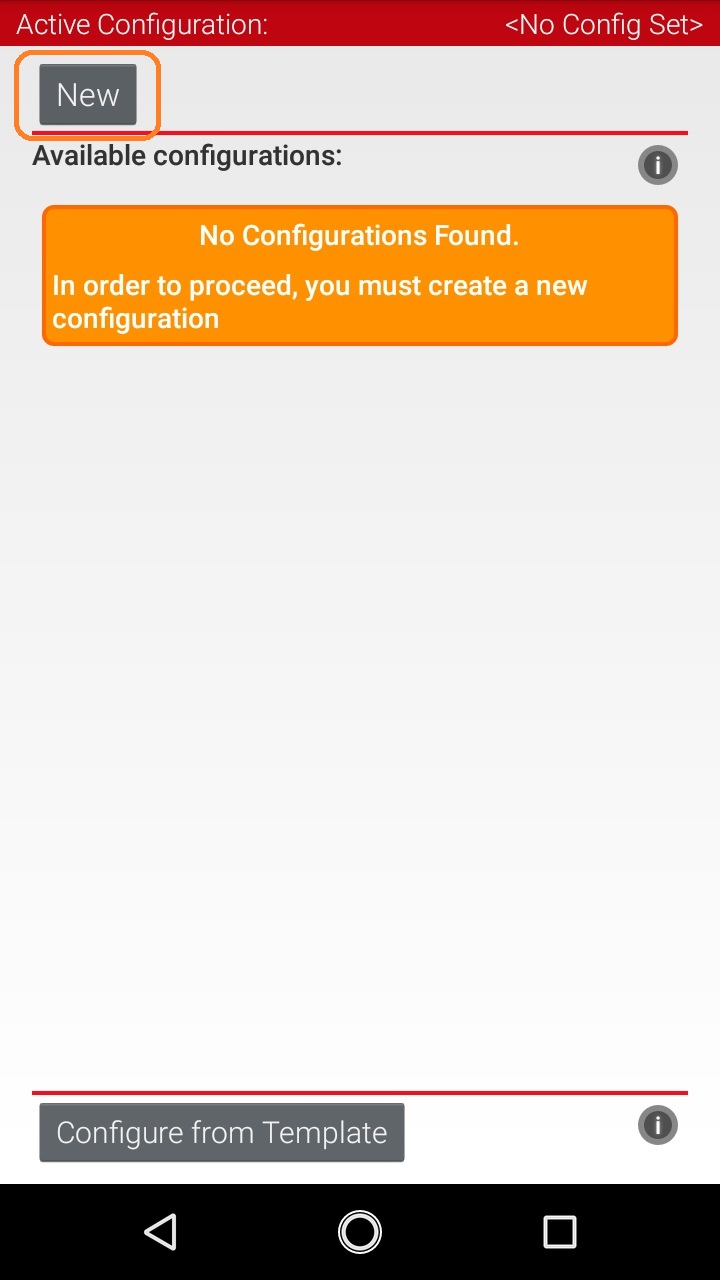 Active Configuration: <No Config Set>
New
Available configurations:
i
No Configurations Found.
In order to proceed, you must create a new
configuration
Configure from Template
i